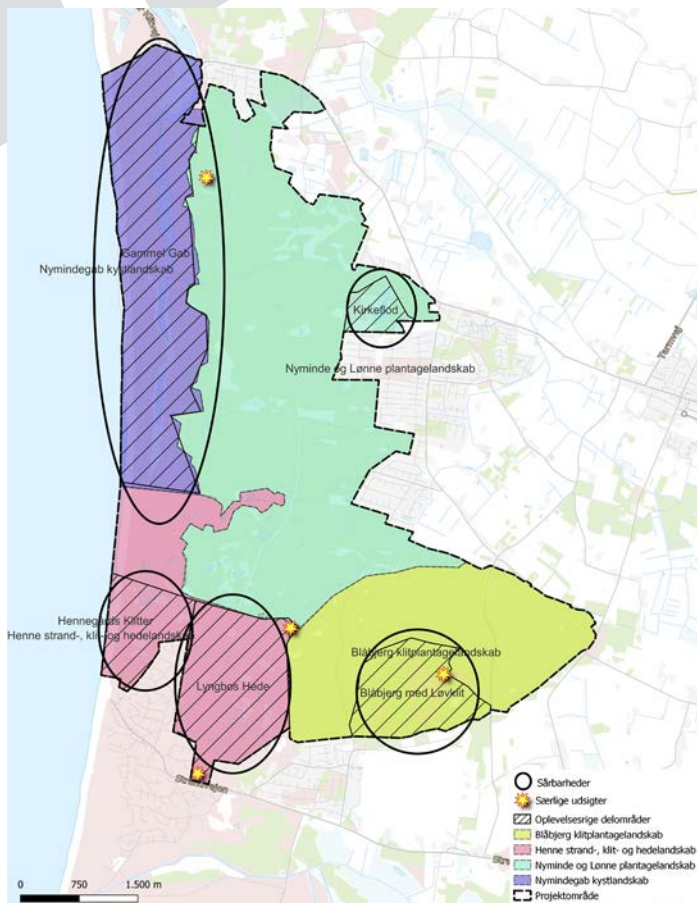 Gammel Gab
Nymindegab kystlandskab
Kirkeflod
Nyminde og Lønne plantagelandskab
Tarmvej
Hennegårds Klitter
Henne strand-, klit- og hedelandskab
Lyngbos Hede
Blåbjerg klitplantagelandskab
Blåbjerg med Løvklit
Strandvejen
Sårbarheder
Særlige udsigter
Oplevelsesrige delområder
Blåbjerg klitplantagelandskab
Henne strand-, klit- og hedelandskab
Nyminde og Lønne plantagelandskab
Nymindegab kystlandskab
Projektområde
0 750 1.500 m